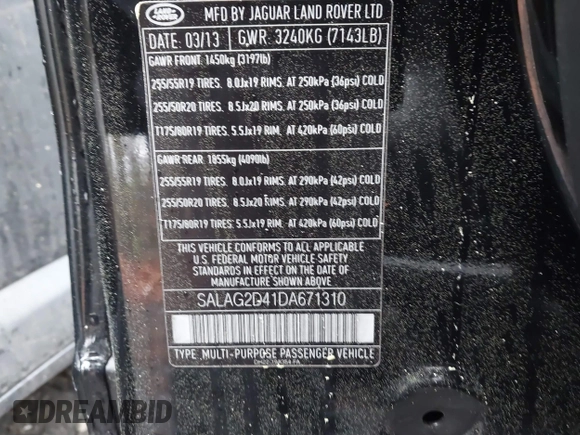 LAND ROVER
MFD BY JAGUAR LAND ROVER LTD
DATE: 03/13 GWR. 3240KG (7143LB)
GAWR FRONT: 1450kg (3197lb)
255/55R19 TIRES. 8.0Jx19 RIMS. AT 250kPa (36psi) COLD
255/50R20 TIRES. 8.5Jx20 RIMS. AT 250kPa (36psi) COLD
T175/80R19 TIRES. 5.5Jx19 RIM. AT 420kPa (60psi) COLD
GAWR REAR: 1855kg (4090lb)
255/55R19 TIRES. 8.0Jx19 RIMS. AT 290kPa (42psi) COLD
255/50R20 TIRES. 8.5Jx20 RIMS. AT 290kPa (42psi) COLD
T175/80R19 TIRES. 5.5Jx19 RIM. AT 420kPa (60psi) COLD
THIS VEHICLE CONFORMS TO ALL APPLICABLE
U.S. FEDERAL MOTOR VEHICLE SAFETY
STANDARDS IN EFFECT ON THE DATE OF
MANUFACTURE SHOWN ABOVE.
SALAG2D41DA671310
TYPE: MULTI-PURPOSE PASSENGER VEHICLE
DREAMBID